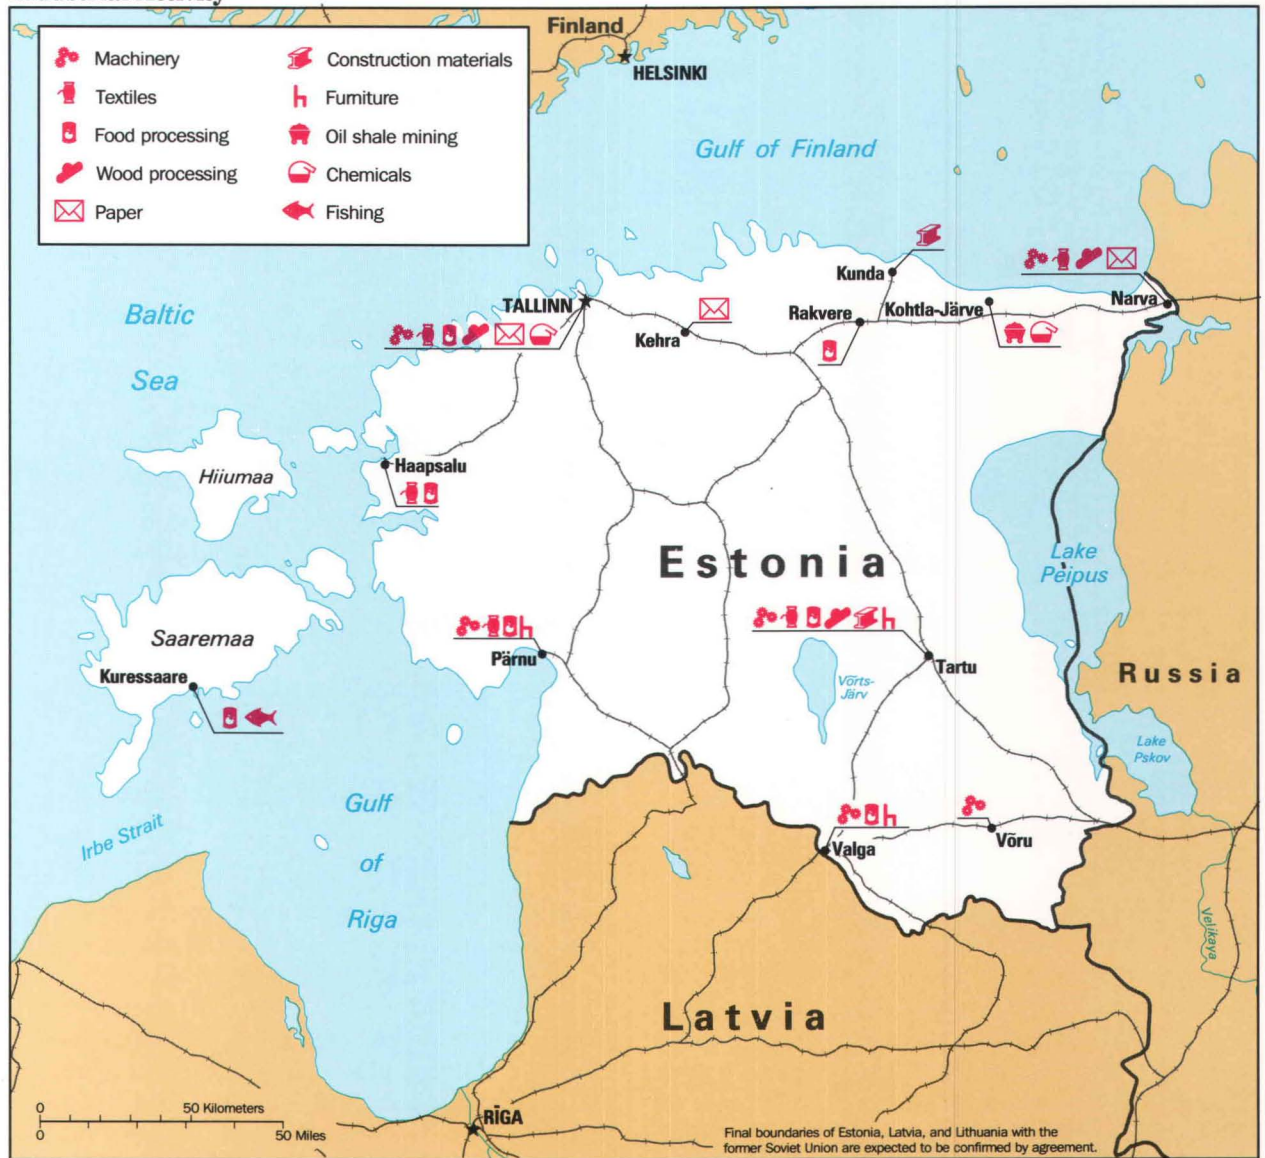 Machinery
Textiles
Food processing
Wood processing
Paper
Construction materials
Furniture
Oil shale mining
Chemicals
Fishing
Finland
HELSINKI
Gulf of Finland
Baltic
Sea
TALLINN
Kehra
Kunda
Rakvere
Kohtla-Järve
Narva
Haapsalu
Hiiumaa
Saaremaa
Kuressaare
Estonia
Lake
Peipus
Pärnu
Võrts-
Järv
Tartu
Russia
Lake
Pskov
Irbe Strait
Gulf
of
Riga
Valga
Võru
Velikaya
Latvia
RĪGA
0
50 Kilometers
0
50 Miles
Final boundaries of Estonia, Latvia, and Lithuania with the
former Soviet Union are expected to be confirmed by agreement.